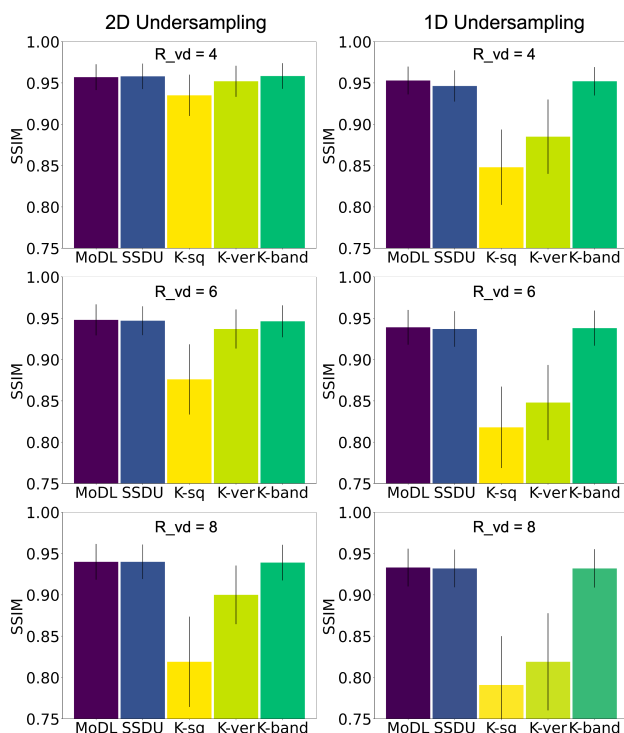 2D Undersampling
1D Undersampling
R_vd = 4
1.00
0.95
0.90
0.85
0.80
0.75
SSIM
MoDL SSDU K-sq K-ver K-band
R_vd = 4
1.00
0.95
0.90
0.85
0.80
0.75
SSIM
MoDL SSDU K-sq K-ver K-band
R_vd = 6
1.00
0.95
0.90
0.85
0.80
0.75
SSIM
MoDL SSDU K-sq K-ver K-band
R_vd = 6
1.00
0.95
0.90
0.85
0.80
0.75
SSIM
MoDL SSDU K-sq K-ver K-band
R_vd = 8
1.00
0.95
0.90
0.85
0.80
0.75
SSIM
MoDL SSDU K-sq K-ver K-band
R_vd = 8
1.00
0.95
0.90
0.85
0.80
0.75
SSIM
MoDL SSDU K-sq K-ver K-band